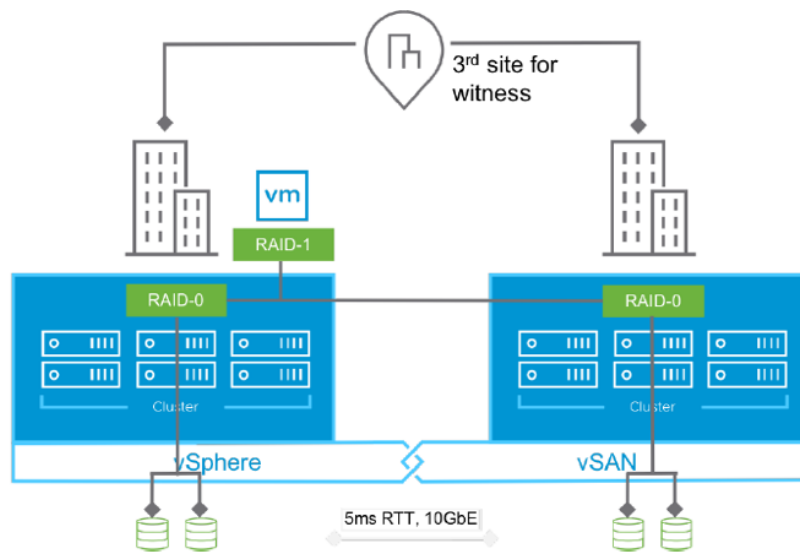 3rd site for
witness
vm
RAID-1
RAID-0
RAID-0
Cluster
Cluster
vSphere
vSAN
5ms RTT, 10GbE